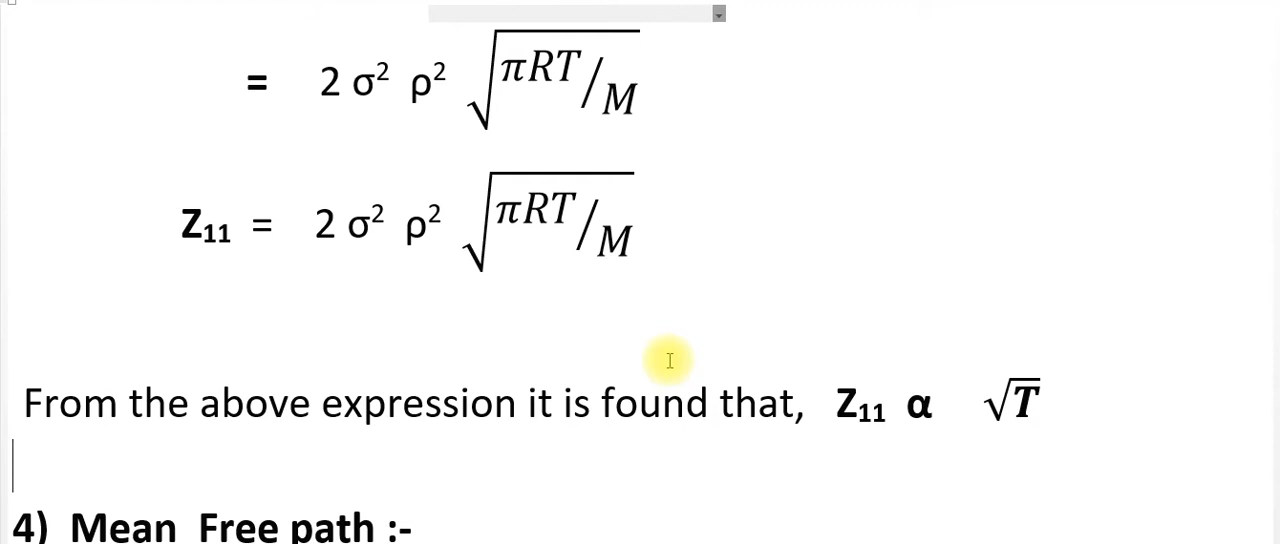 = 2 σ² ρ² √(πRT/M)
Z₁₁ = 2 σ² ρ² √(πRT/M)
From the above expression it is found that, Z₁₁ α √T
4) Mean Free path :-